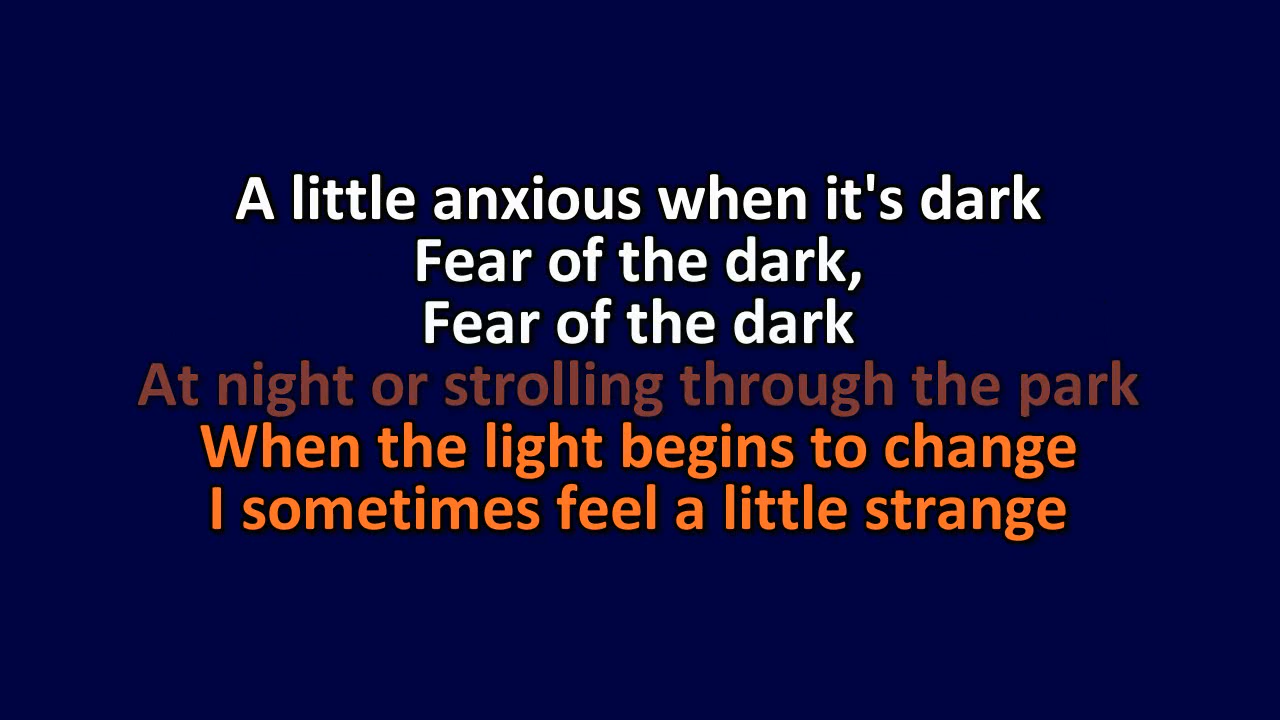 A little anxious when it's dark
Fear of the dark,
Fear of the dark
At night or strolling through the park
When the light begins to change
I sometimes feel a little strange